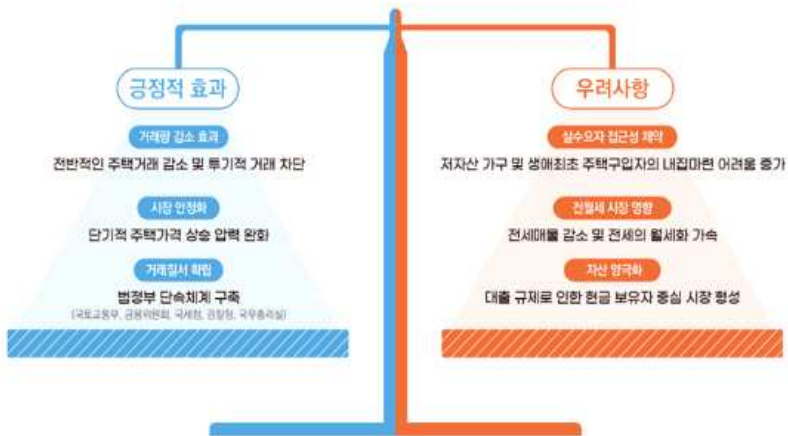 긍정적 효과
거래량 감소 효과
전반적인 주택거래 감소 및 투기적 거래 차단
시장 안정화
단기적 주택가격 상승 압력 완화
거래질서 확립
범정부 단속체계 구축
(국토교통부, 금융위원회, 국세청, 경찰청, 국무총리실)
우려사항
실수요자 접근성 제약
저자산 가구 및 생애최초 주택구입자의 내집마련 어려움 증가
전월세 시장 영향
전세매물 감소 및 전세의 월세화 가속
자산 양극화
대출 규제로 인한 현금 보유자 중심 시장 형성